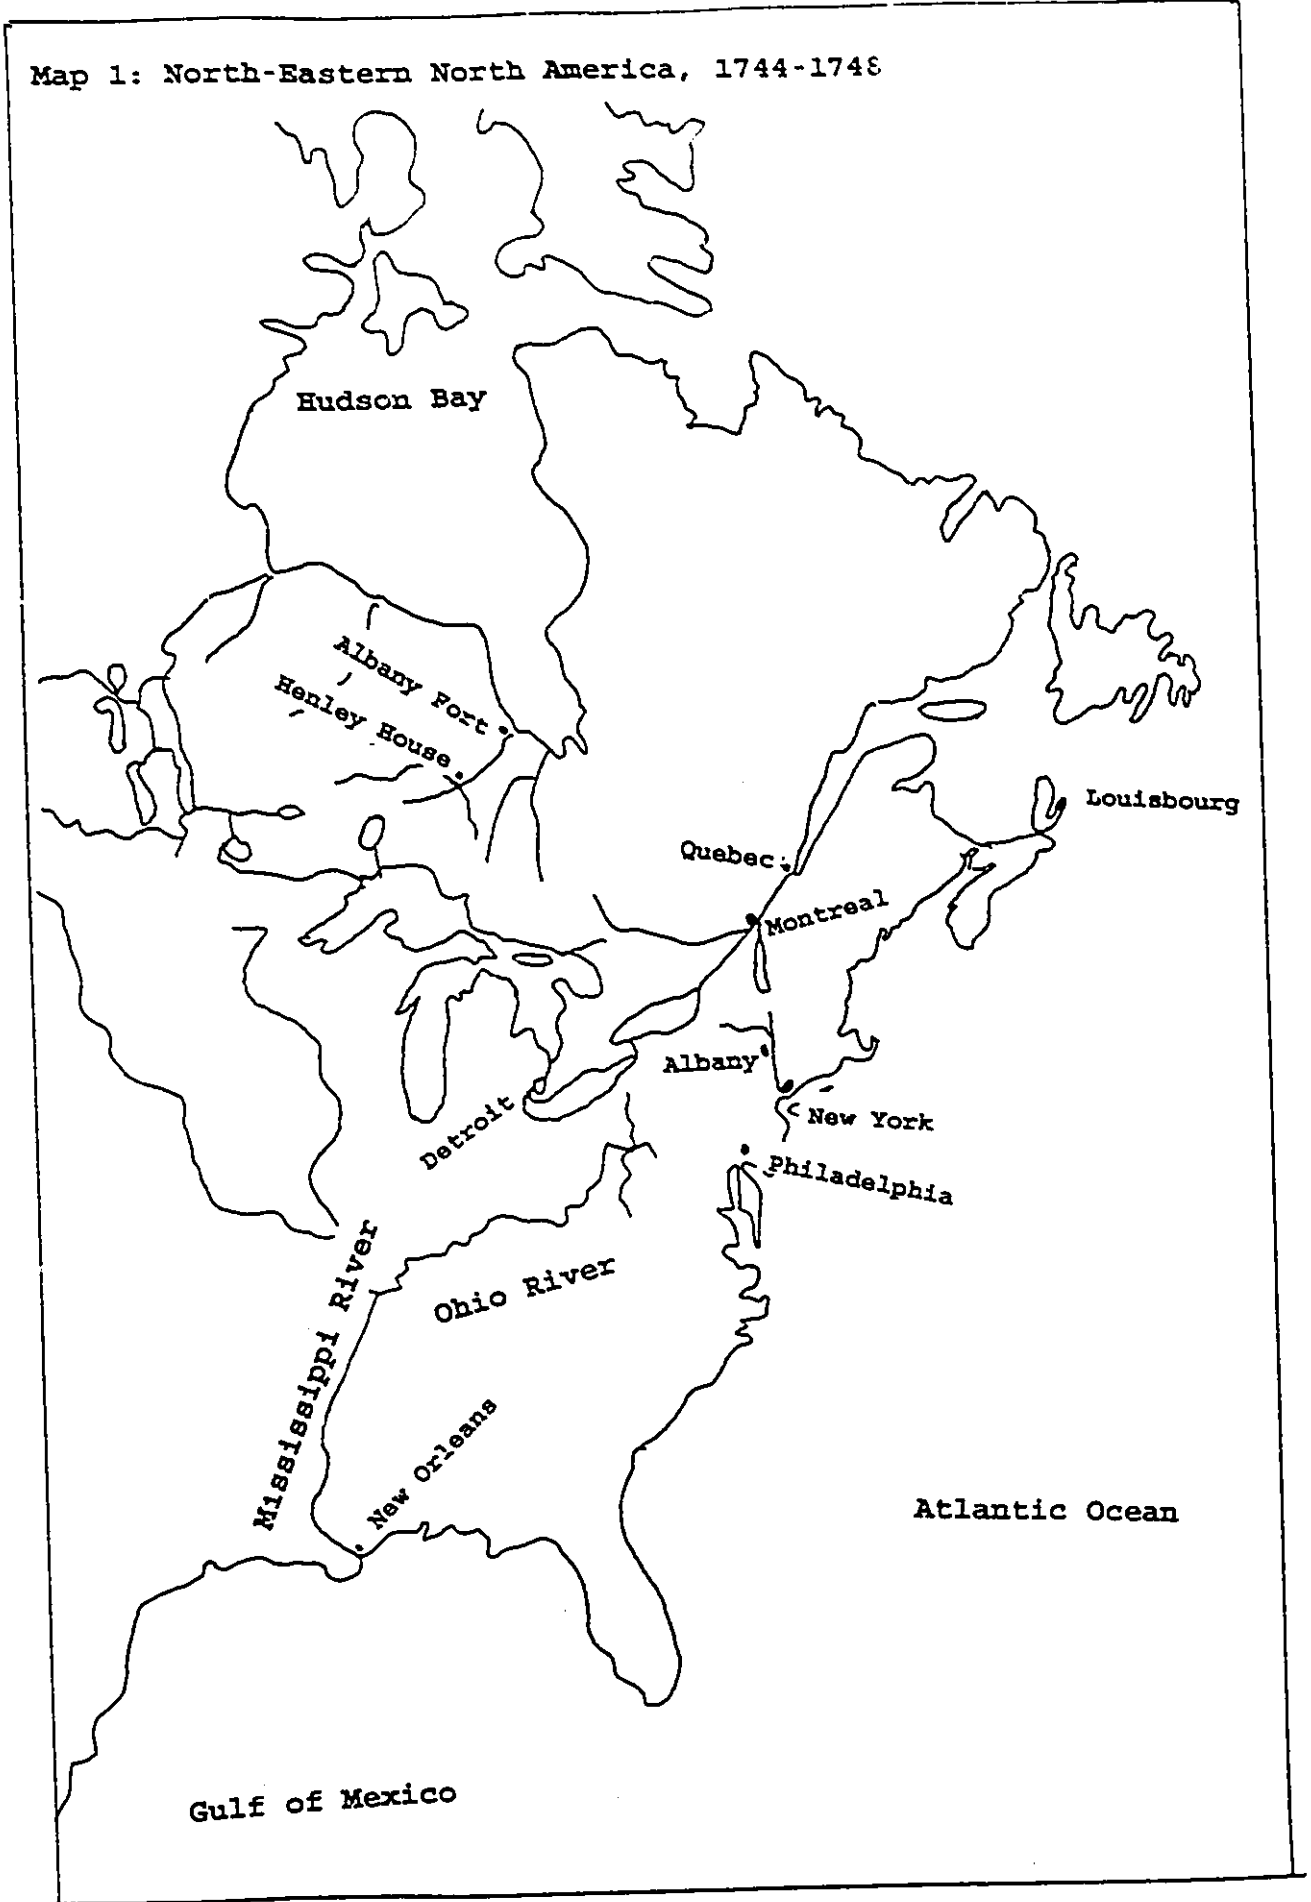 Map 1: North-Eastern North America, 1744-1748
Hudson Bay
Albany Fort
Henley House
Louisbourg
Quebec
Montreal
Albany
New York
Detroit
Philadelphia
Mississippi River
Ohio River
New Orleans
Atlantic Ocean
Gulf of Mexico